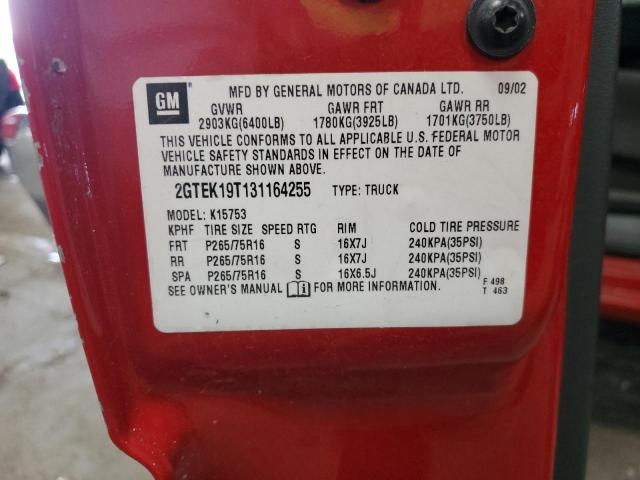 GM
MFD BY GENERAL MOTORS OF CANADA LTD. 09/02
GVWR GAWR FRT GAWR RR
2903KG(6400LB) 1780KG(3925LB) 1701KG(3750LB)
THIS VEHICLE CONFORMS TO ALL APPLICABLE U.S. FEDERAL MOTOR
VEHICLE SAFETY STANDARDS IN EFFECT ON THE DATE OF
MANUFACTURE SHOWN ABOVE.
2GTEK19T131164255 TYPE: TRUCK
MODEL: K15753
KPHF TIRE SIZE SPEED RTG RIM COLD TIRE PRESSURE
FRT P265/75R16 S 16X7J 240KPA(35PSI)
RR P265/75R16 S 16X7J 240KPA(35PSI)
SPA P265/75R16 S 16X6.5J 240KPA(35PSI)
SEE OWNER'S MANUAL i FOR MORE INFORMATION.
F 498
T 463